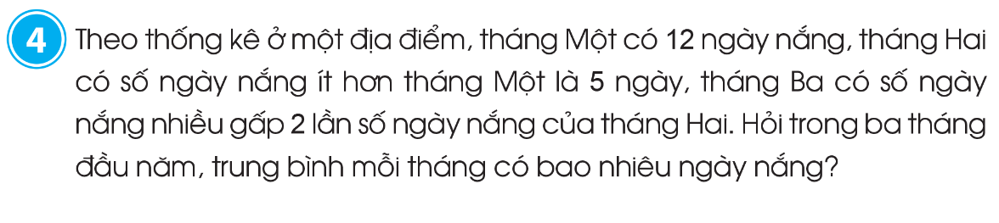 4 Theo thống kê ở một địa điểm, tháng Một có 12 ngày nắng, tháng Hai
có số ngày nắng ít hơn tháng Một là 5 ngày, tháng Ba có số ngày
nắng nhiều gấp 2 lần số ngày nắng của tháng Hai. Hỏi trong ba tháng
đầu năm, trung bình mỗi tháng có bao nhiêu ngày nắng?